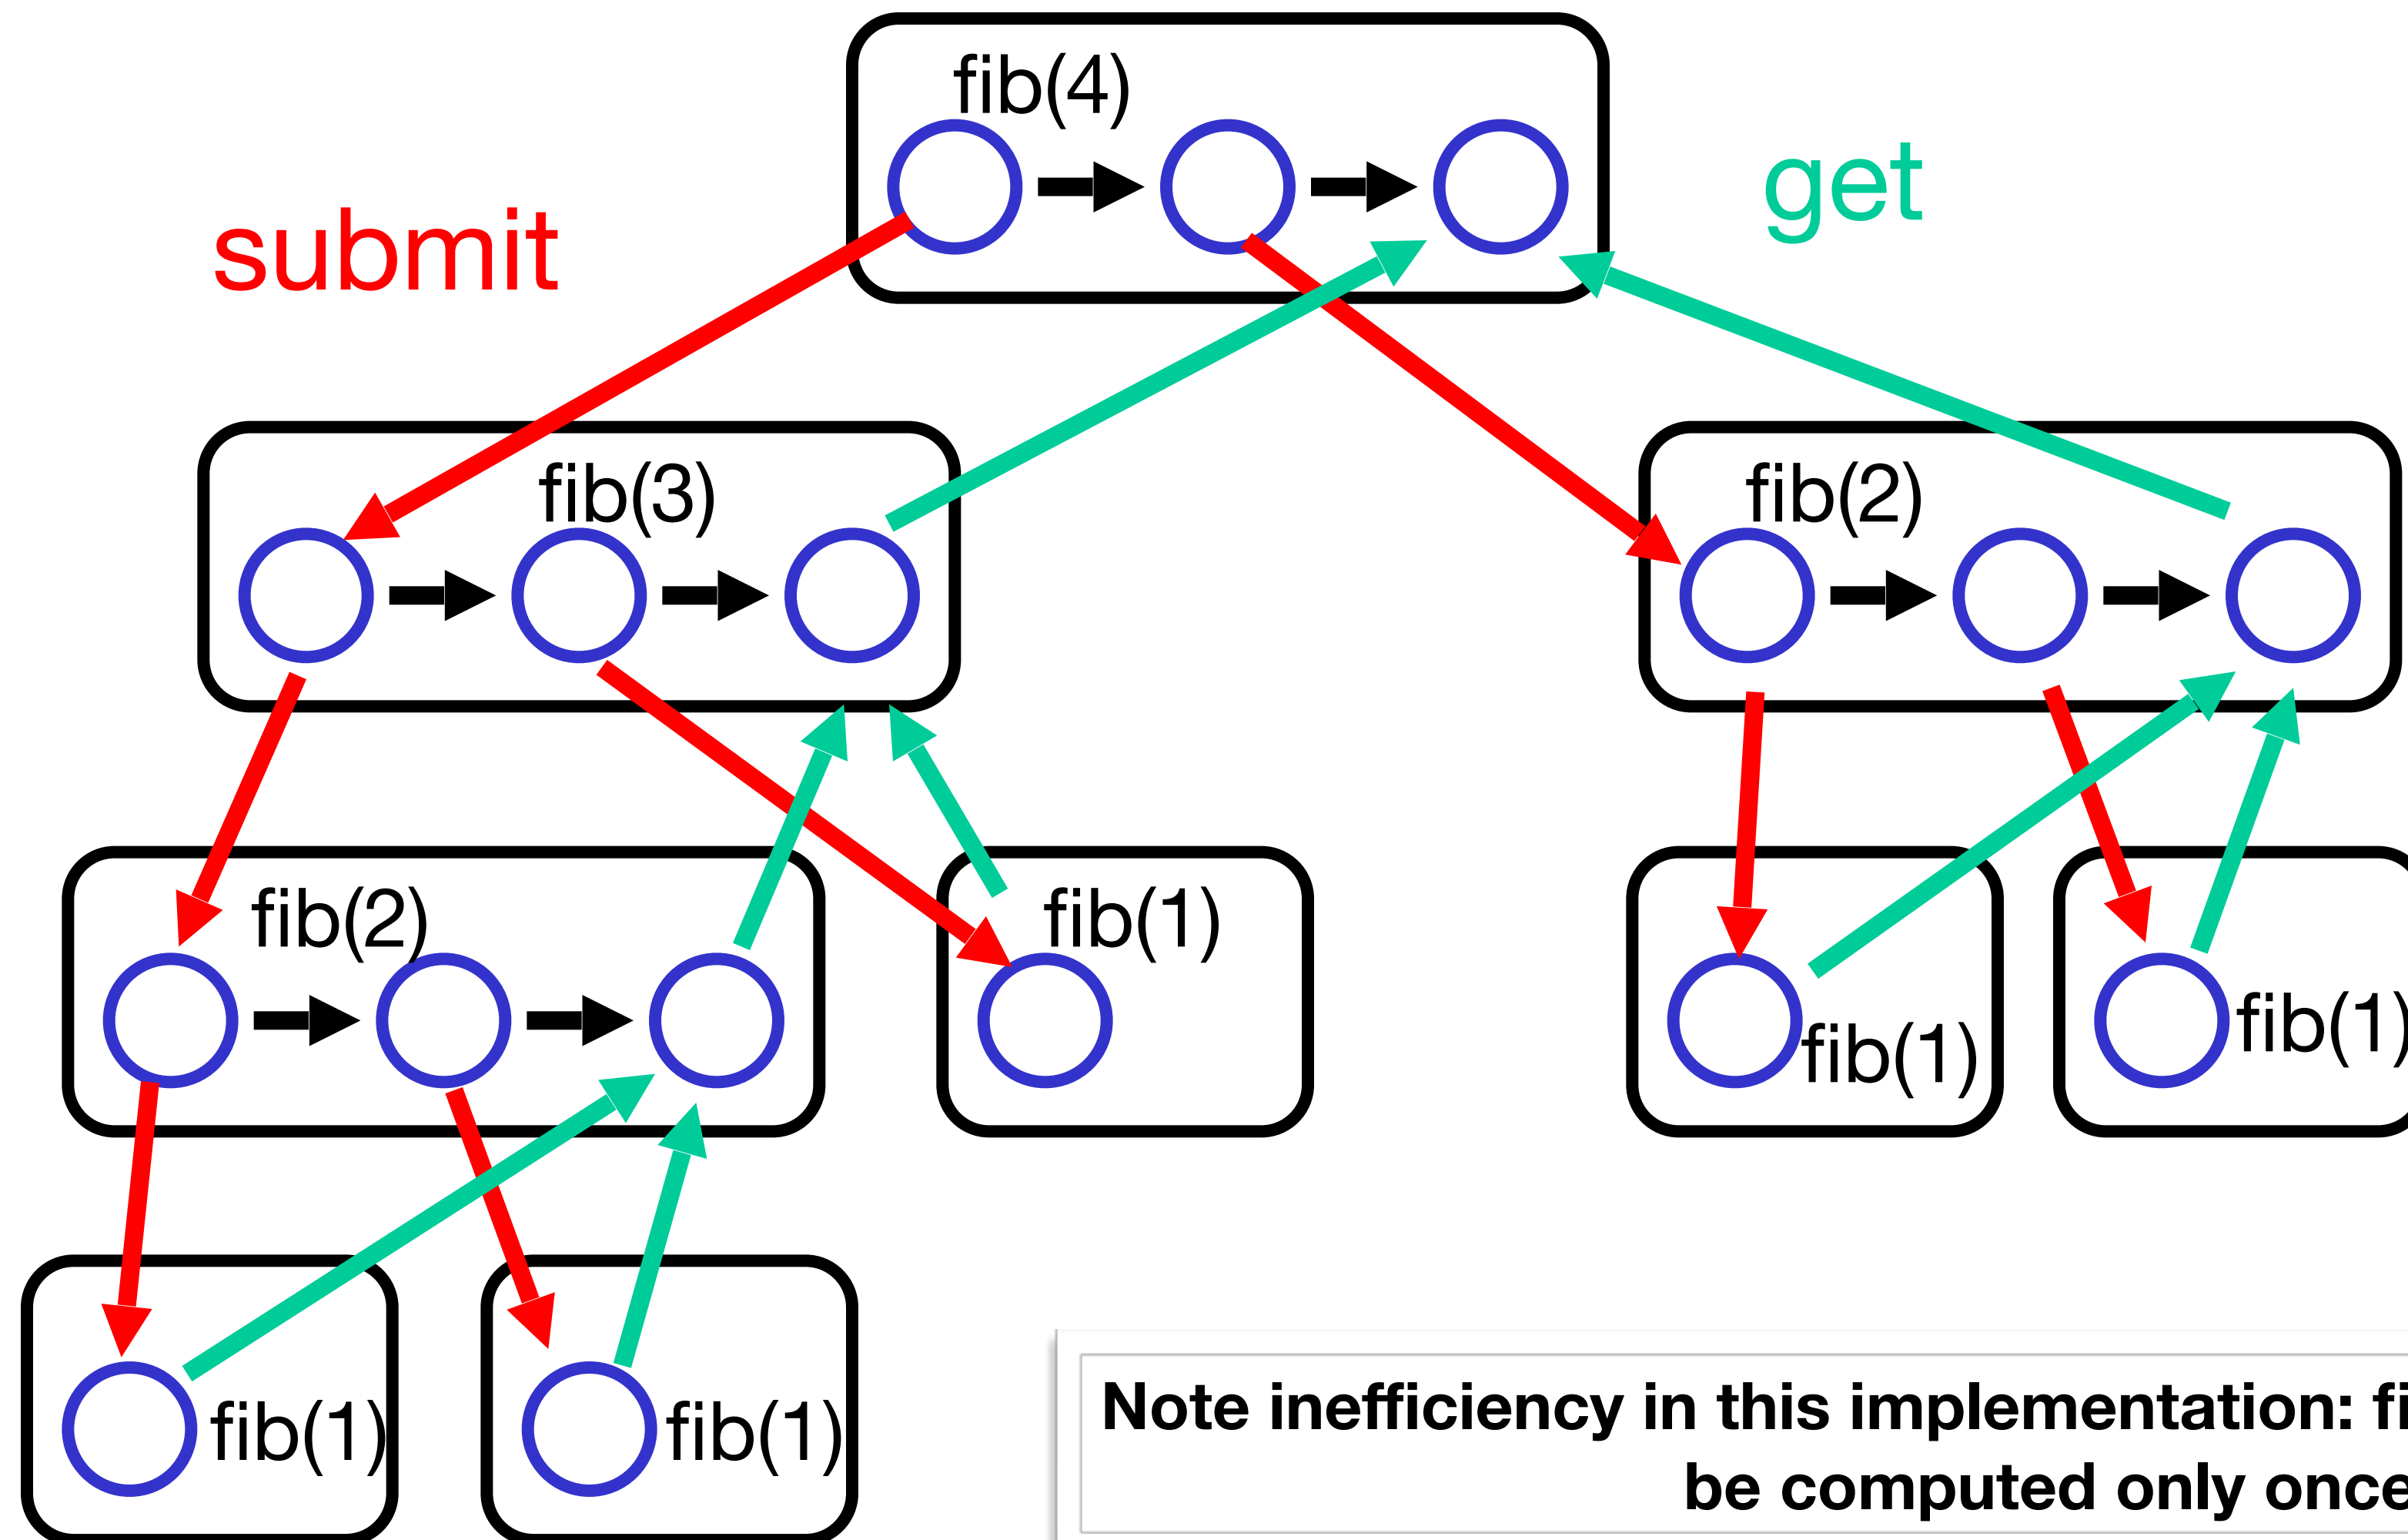 fib(4)
get
submit
fib(3)
fib(2)
fib(2)
fib(1)
fib(1)
fib(1)
fib(1)
fib(1)
Note inefficiency in this implementation:
be computed only once